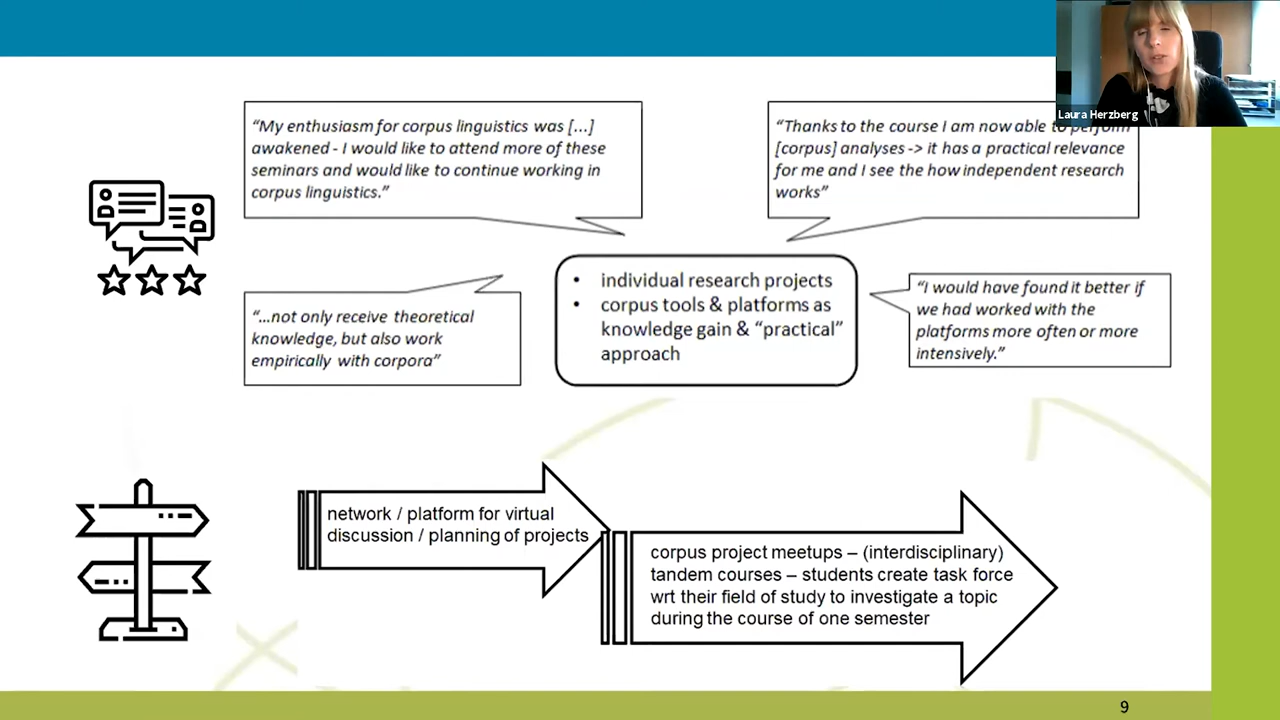 Laura Herzberg
“My enthusiasm for corpus linguistics was [...]
awakened - I would like to attend more of these
seminars and would like to continue working in
corpus linguistics.”
“Thanks to the course I am now able to perform
[corpus] analyses -> it has a practical relevance
for me and I see the how independent research
works”
“...not only receive theoretical
knowledge, but also work
empirically with corpora”
• individual research projects
• corpus tools & platforms as
knowledge gain & “practical”
approach
“I would have found it better if
we had worked with the
platforms more often or more
intensively.”
network / platform for virtual
discussion / planning of projects
corpus project meetups – (interdisciplinary)
tandem courses – students create task force
wrt their field of study to investigate a topic
during the course of one semester
9